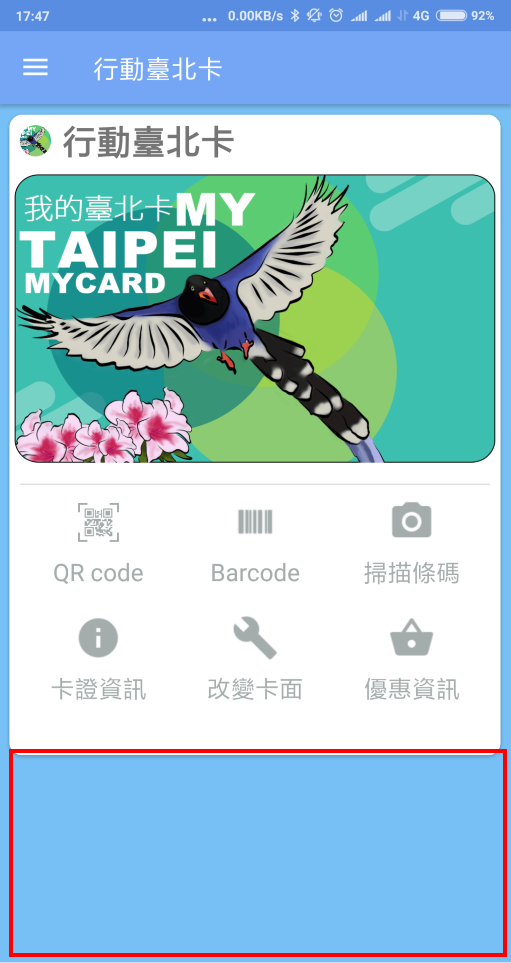 17:47 ... 0.00KB/s 4G 92%
行動臺北卡
行動臺北卡
我的臺北卡MY
TAIPEI
MYCARD
QR code Barcode 掃描條碼
卡證資訊 改變卡面 優惠資訊